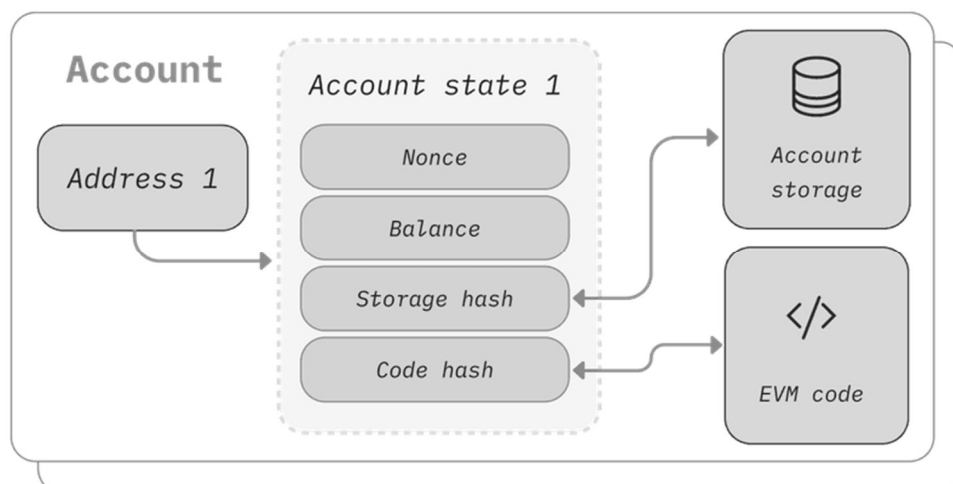 Account
Address 1
Account state 1
Nonce
Balance
Storage hash
Code hash
Account
storage
EVM code